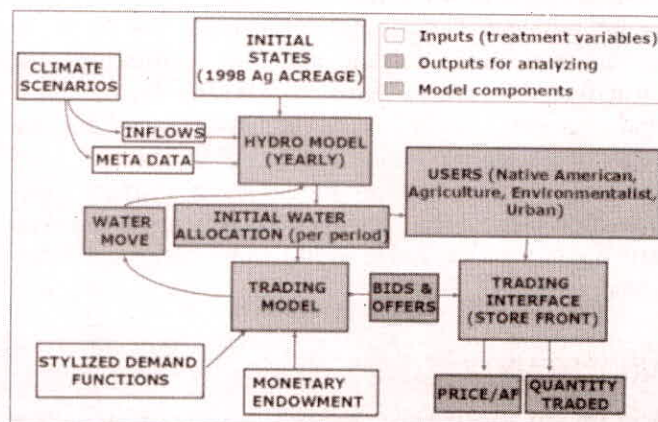 INITIAL
STATES
(1998 Ag ACREAGE)
Inputs (treatment variables)
Outputs for analyzing
Model components
CLIMATE
SCENARIOS
INFLOWS
META DATA
HYDRO MODEL
(YEARLY)
USERS (Native American,
Agriculture, Environmentalist,
Urban)
WATER
MOVE
INITIAL WATER
ALLOCATION (per period)
TRADING
MODEL
BIDS &
OFFERS
TRADING
INTERFACE
(STORE FRONT)
STYLIZED DEMAND
FUNCTIONS
MONETARY
ENDOWMENT
PRICE/AF
QUANTITY
TRADED